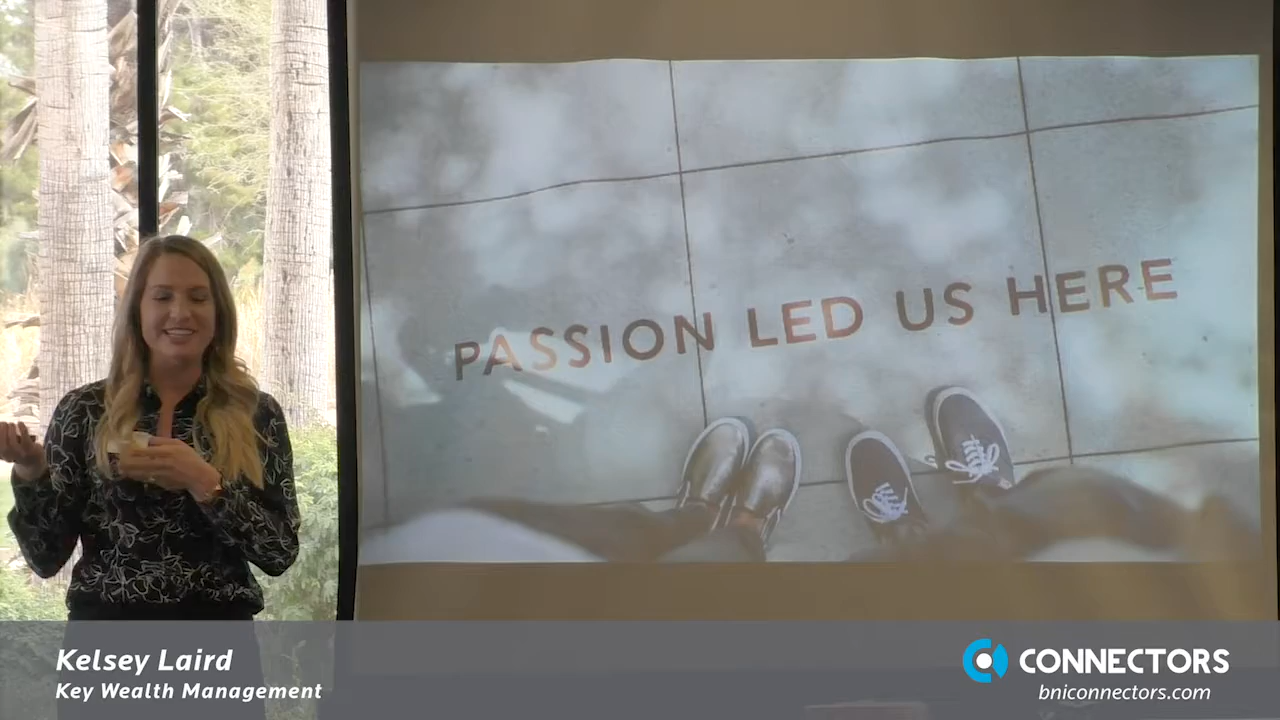 PASSION LED US HERE
Kelsey Laird
Key Wealth Management
CONNECTORS
bniconnectors.com